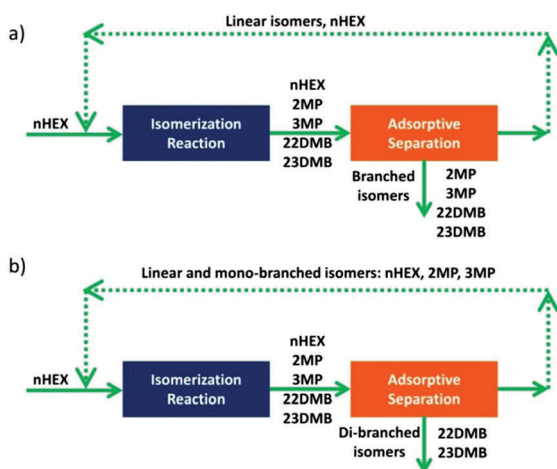 a)
Linear isomers, nHEX
nHEX
Isomerization
Reaction
nHEX
2MP
3MP
22DMB
23DMB
Adsorptive
Separation
Branched
isomers
2MP
3MP
22DMB
23DMB
b)
Linear and mono-branched isomers: nHEX, 2MP, 3MP
nHEX
Isomerization
Reaction
nHEX
2MP
3MP
22DMB
23DMB
Adsorptive
Separation
Di-branched
isomers
22DMB
23DMB